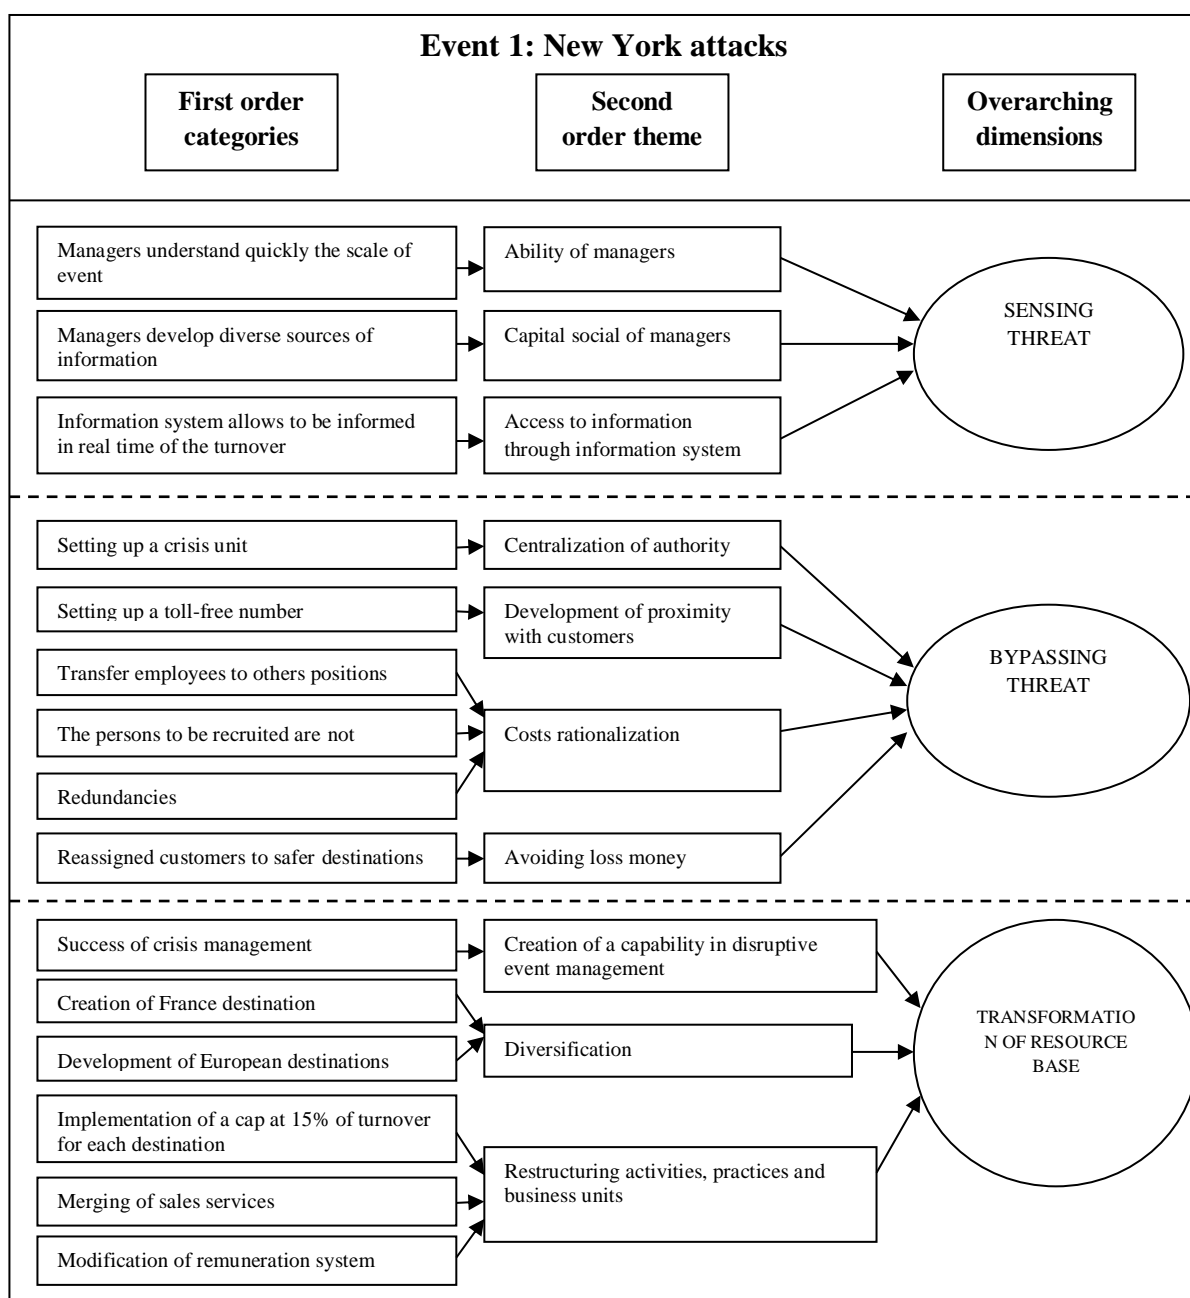 Event 1: New York attacks
First order
categories
Second
order theme
Overarching
dimensions
Managers understand quickly the scale of
event
Ability of managers
Managers develop diverse sources of
information
Capital social of managers
Information system allows to be informed
in real time of the turnover
Access to information
through information system
SENSING
THREAT
Setting up a crisis unit
Centralization of authority
Setting up a toll-free number
Development of proximity
with customers
Transfer employees to others positions
The persons to be recruited are not
Redundancies
Costs rationalization
Reassigned customers to safer destinations
Avoiding loss money
BYPASSING
THREAT
Success of crisis management
Creation of a capability in disruptive
event management
Creation of France destination
Development of European destinations
Diversification
Implementation of a cap at 15% of turnover
for each destination
Merging of sales services
Modification of remuneration system
Restructuring activities, practices and
business units
TRANSFORMATIO
N OF RESOURCE
BASE